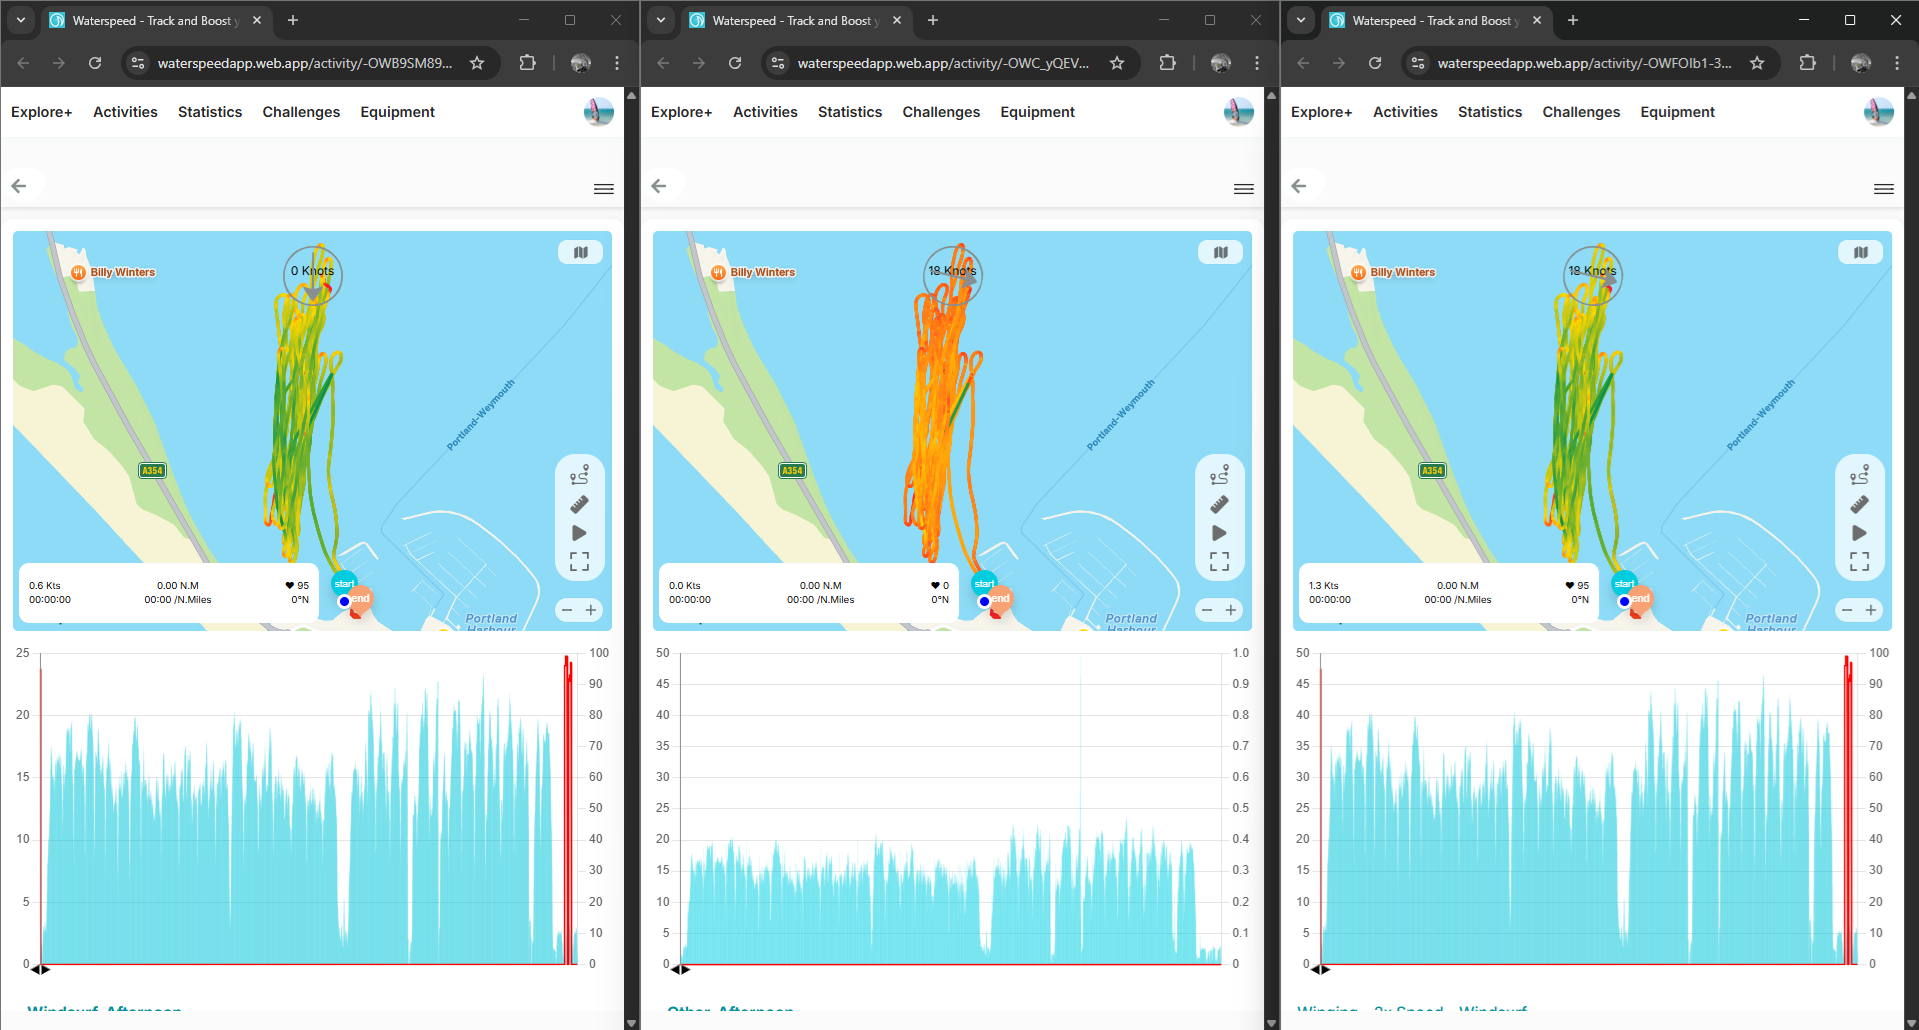 Waterspeed - Track and Boost y
waterspeedapp.web.app/activity/-OWB9SM89...
Explore+ Activities Statistics Challenges Equipment
Billy Winters
0 Knots
Portland-Weymouth
A354
0.6 Kts 0.00 N.M 95
00:00:00 00:00 /N.Miles 0°N
start
end
Portland
Harbour
25 100
90
20 80
70
15 60
50
10 40
30
5 20
10
0 0
Windsurf Afternoon
Waterspeed - Track and Boost y
waterspeedapp.web.app/activity/-OWC_yQEV...
Explore+ Activities Statistics Challenges Equipment
Billy Winters
18 Knots
Portland-Weymouth
A354
0.0 Kts 0.00 N.M 0
00:00:00 00:00 /N.Miles 0°N
start
end
Portland
Harbour
50 1.0
45 0.9
40 0.8
35 0.7
30 0.6
25 0.5
20 0.4
15 0.3
10 0.2
5 0.1
0 0
Other Afternoon
Waterspeed - Track and Boost y
waterspeedapp.web.app/activity/-OWFOIb1-3...
Explore+ Activities Statistics Challenges Equipment
Billy Winters
18 Knots
Portland-Weymouth
A354
1.3 Kts 0.00 N.M 95
00:00:00 00:00 /N.Miles 0°N
start
end
Portland
Harbour
50 100
45 90
40 80
35 70
30 60
25 50
20 40
15 30
10 20
5 10
0 0
Winging - 2x Speed - Windsurf